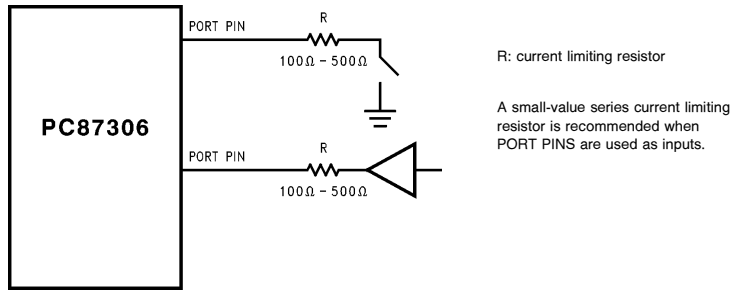 PORT PIN
R
100Ω – 500Ω
R: current limiting resistor
A small-value series current limiting
resistor is recommended when
PORT PINS are used as inputs.
PC87306
PORT PIN
R
100Ω – 500Ω